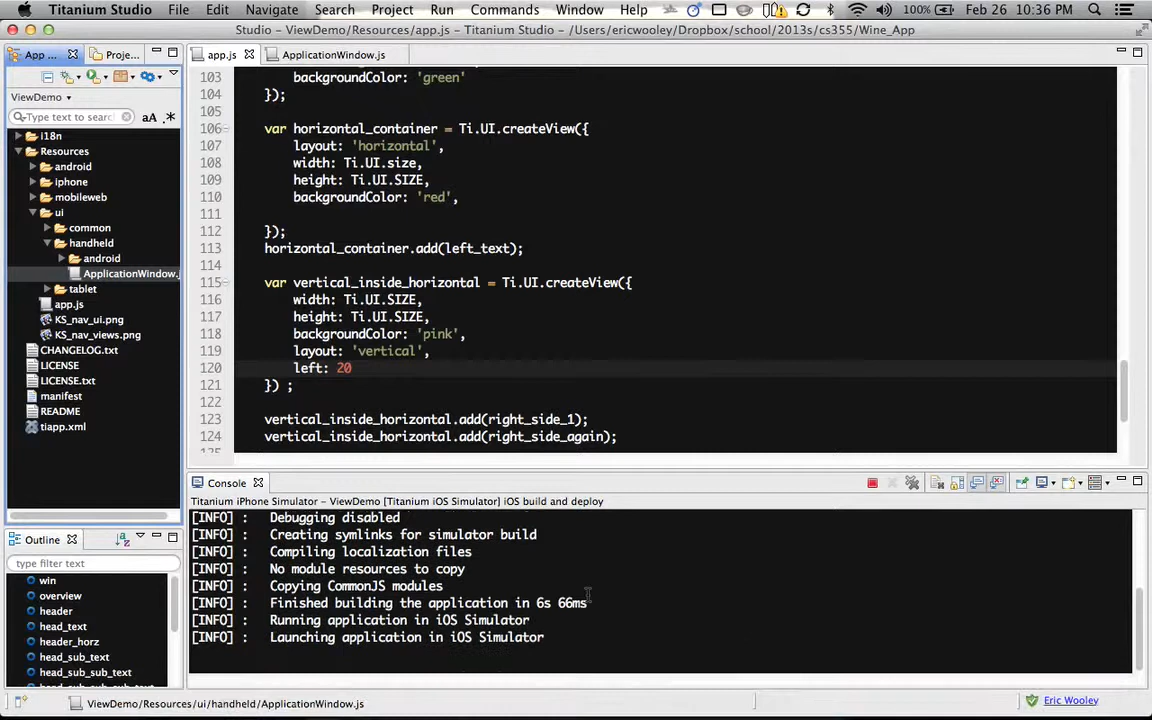 Titanium Studio File Edit Navigate Search Project Run Commands Window Help 100% Feb 26 10:36 PM
Studio - ViewDemo/Resources/app.js - Titanium Studio - /Users/ericwooley/Dropbox/school/2013s/cs355/Wine_App
App ...
Proje...
ViewDemo
Type text to search
aA .*
i18n
Resources
android
iphone
mobileweb
ui
common
handheld
android
ApplicationWindow.j
tablet
app.js
KS_nav_ui.png
KS_nav_views.png
CHANGELOG.txt
LICENSE
LICENSE.txt
manifest
README
tiapp.xml
Outline
type filter text
win
overview
header
head_text
header_horz
head_sub_text
head_sub_sub_text
app.js ApplicationWindow.js
103 backgroundColor: 'green'
104 });
105
106 var horizontal_container = Ti.UI.createView({
107 layout: 'horizontal',
108 width: Ti.UI.size,
109 height: Ti.UI.SIZE,
110 backgroundColor: 'red',
111
112 });
113 horizontal_container.add(left_text);
114
115 var vertical_inside_horizontal = Ti.UI.createView({
116 width: Ti.UI.SIZE,
117 height: Ti.UI.SIZE,
118 backgroundColor: 'pink',
119 layout: 'vertical',
120 left: 20
121 }) ;
122
123 vertical_inside_horizontal.add(right_side_1);
124 vertical_inside_horizontal.add(right_side_again);
Console
Titanium iPhone Simulator - ViewDemo [Titanium iOS Simulator] iOS build and deploy
[INFO] : Debugging disabled
[INFO] : Creating symlinks for simulator build
[INFO] : Compiling localization files
[INFO] : No module resources to copy
[INFO] : Copying CommonJS modules
[INFO] : Finished building the application in 6s 66ms
[INFO] : Running application in iOS Simulator
[INFO] : Launching application in iOS Simulator
ViewDemo/Resources/ui/handheld/ApplicationWindow.js
Eric Wooley